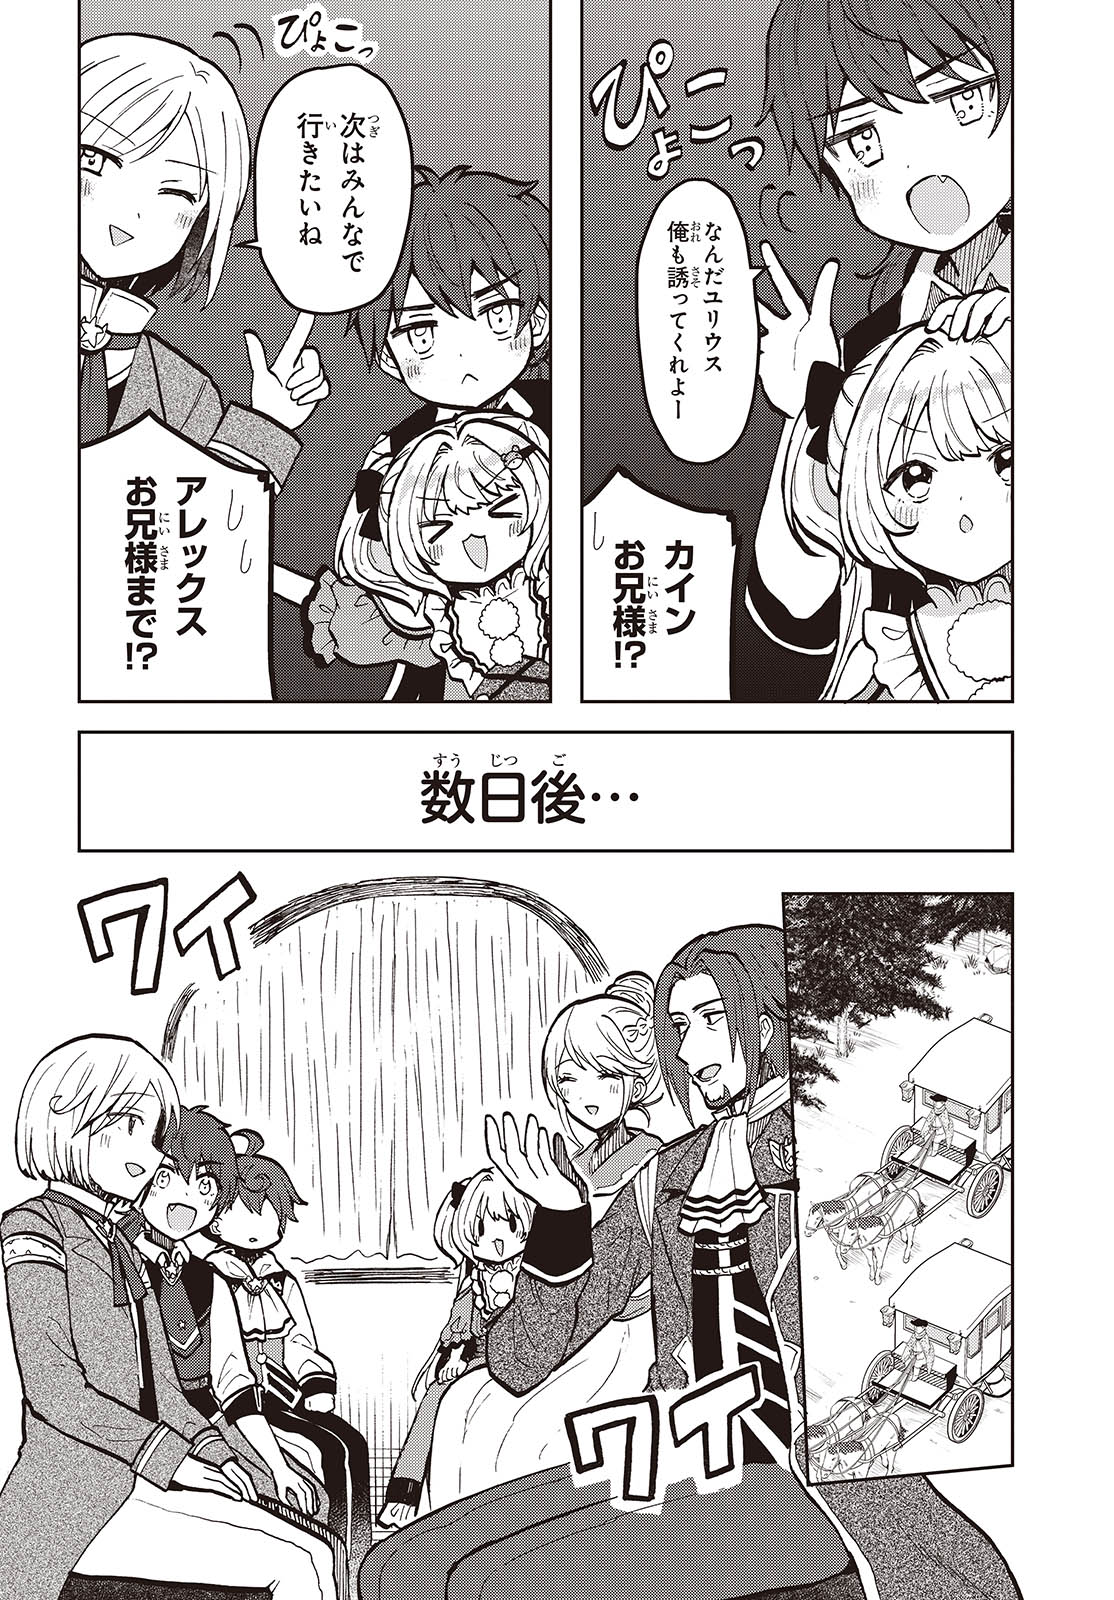 ぴょこっ
なんだユリウス
俺も誘ってくれよー
カイン
お兄様!?
ぴょこっ
次はみんなで
行きたいね
アレックス
お兄様まで!?
数日後…
ワイ
ワイ